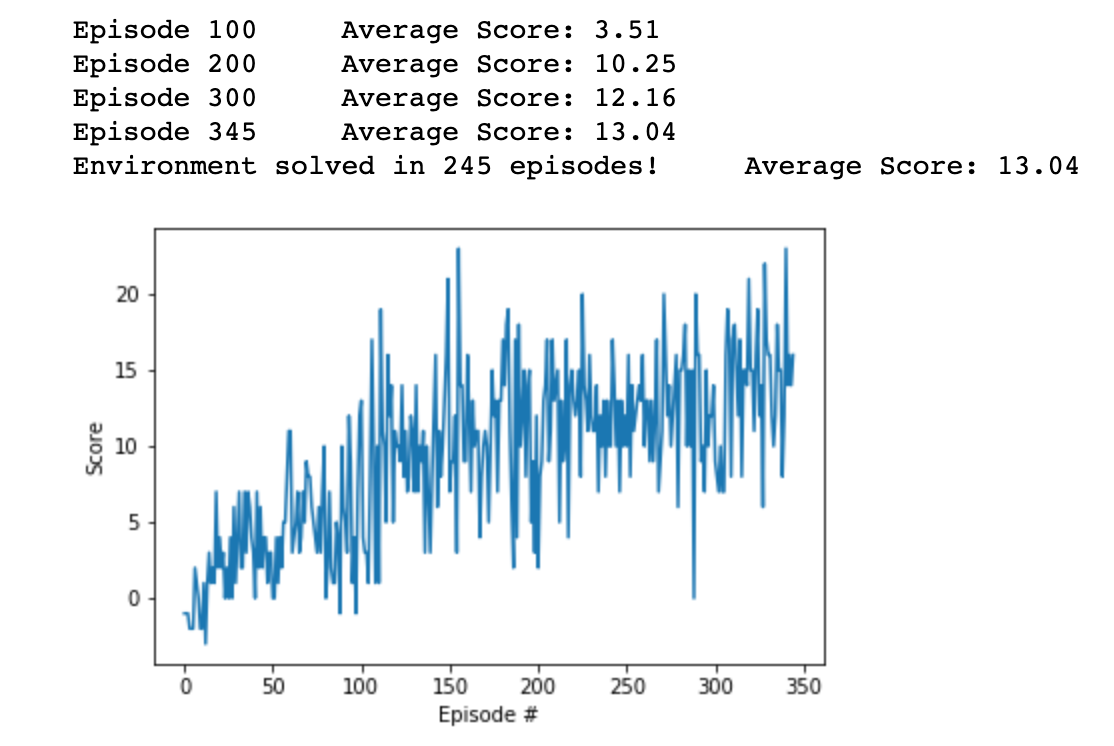 Episode 100 Average Score: 3.51
Episode 200 Average Score: 10.25
Episode 300 Average Score: 12.16
Episode 345 Average Score: 13.04
Environment solved in 245 episodes! Average Score: 13.04
20
15
10
5
0
Score
0 50 100 150 200 250 300 350
Episode #